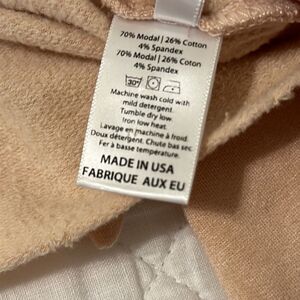 70% Modal | 26% Cotton
4% Spandex
70% Modal | 26% Cotton
4% Spandex
30°
Machine wash cold with
mild detergent.
Tumble dry low
Iron low heat
Lavage en machine à froid
Doux détergent. Chute bas sec
Fer à basse température.
MADE IN USA
FABRIQUE AUX EU